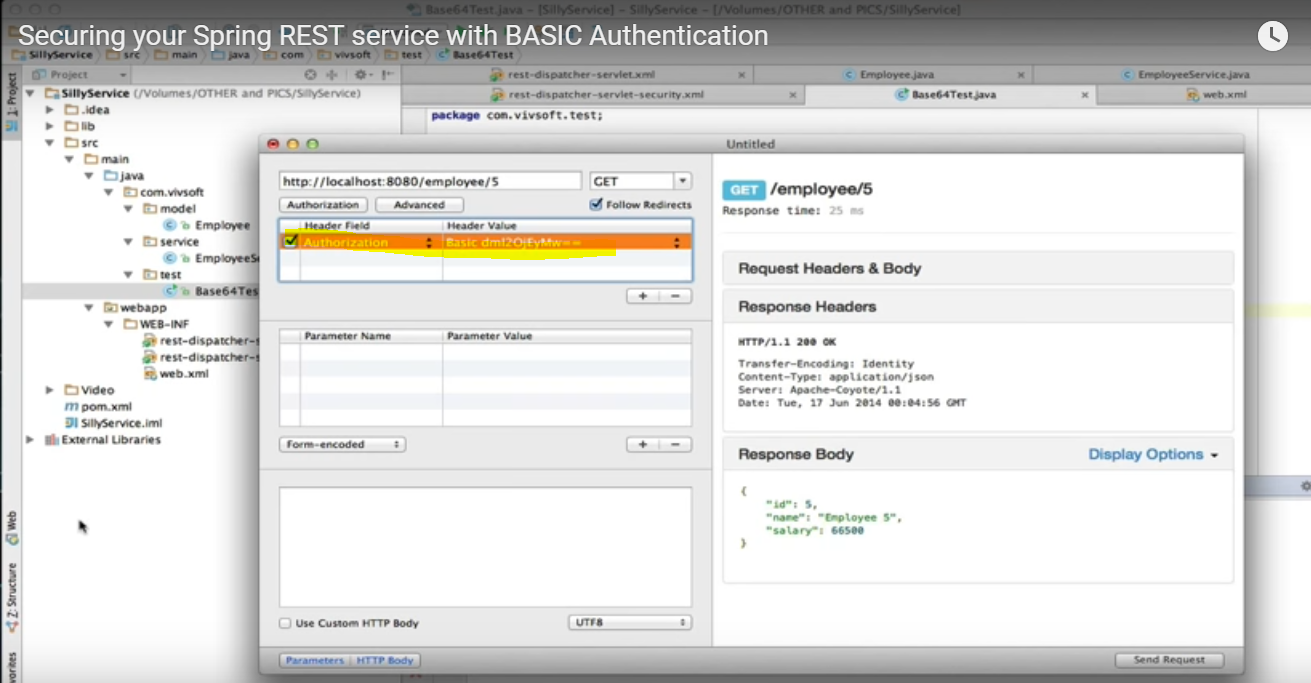 Base64Test.java - [SillyService] - SillyService - [/Volumes/OTHER and PICS/SillyService]
Securing your Spring REST service with BASIC Authentication
SillyService src main java com vivsoft test Base64Test
1: Project
Project
rest-dispatcher-servlet.xml Employee.java EmployeeService.java
rest-dispatcher-servlet-security.xml Base64Test.java web.xml
SillyService (/Volumes/OTHER and PICS/SillyService)
.idea
lib
src
main
java
com.vivsoft
model
Employee
service
EmployeeSe
test
Base64Tes
webapp
WEB-INF
rest-dispatcher-s
rest-dispatcher-s
web.xml
Video
pom.xml
SillyService.iml
External Libraries
Web
Z: Structure
vorites
package com.vivsoft.test;
Untitled
http://localhost:8080/employee/5 GET
Authorization Advanced Follow Redirects
Header Field Header Value
Authorization
+ −
Parameter Name Parameter Value
Form-encoded + −
Use Custom HTTP Body UTF8
Parameters HTTP Body
GET /employee/5
Response time: 25 ms
Request Headers & Body
Response Headers
HTTP/1.1 200 OK
Transfer-Encoding: Identity
Content-Type: application/json
Server: Apache-Coyote/1.1
Date: Tue, 17 Jun 2014 00:04:56 GMT
Response Body Display Options
{
"id": 5,
"name": "Employee 5",
"salary": 66500
}
Send Request